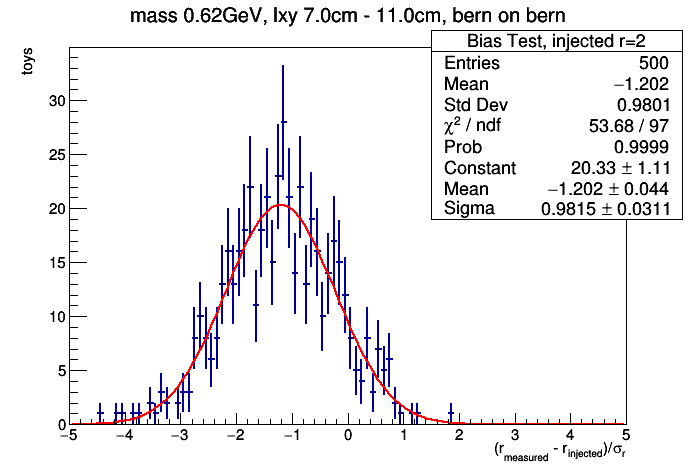 mass 0.62GeV, lxy 7.0cm - 11.0cm, bern on bern
Bias Test, injected r=2
Entries 500
Mean −1.202
Std Dev 0.9801
χ² / ndf 53.68 / 97
Prob 0.9999
Constant 20.33 ± 1.11
Mean −1.202 ± 0.044
Sigma 0.9815 ± 0.0311
toys
30
25
20
15
10
5
0
−5 −4 −3 −2 −1 0 1 2 3 4 5
(r_measured - r_injected)/σ_r